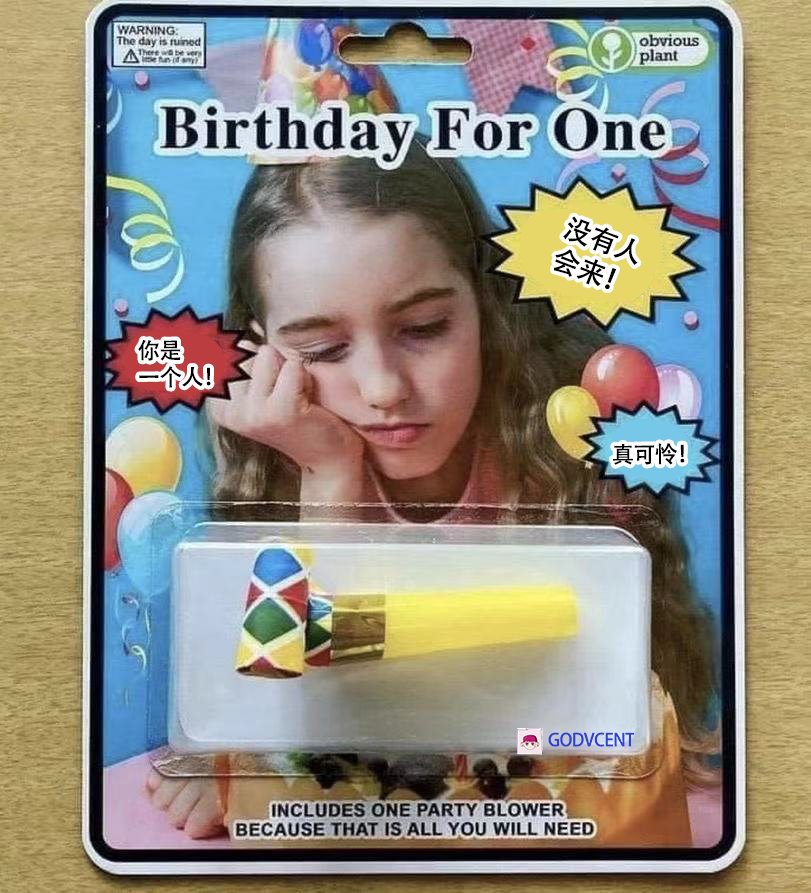 WARNING:
The day is ruined
There will be very
little fun (if any)
obvious
plant
Birthday For One
没有人
会来!
你是
一个人!
真可怜!
GODVCENT
INCLUDES ONE PARTY BLOWER
BECAUSE THAT IS ALL YOU WILL NEED